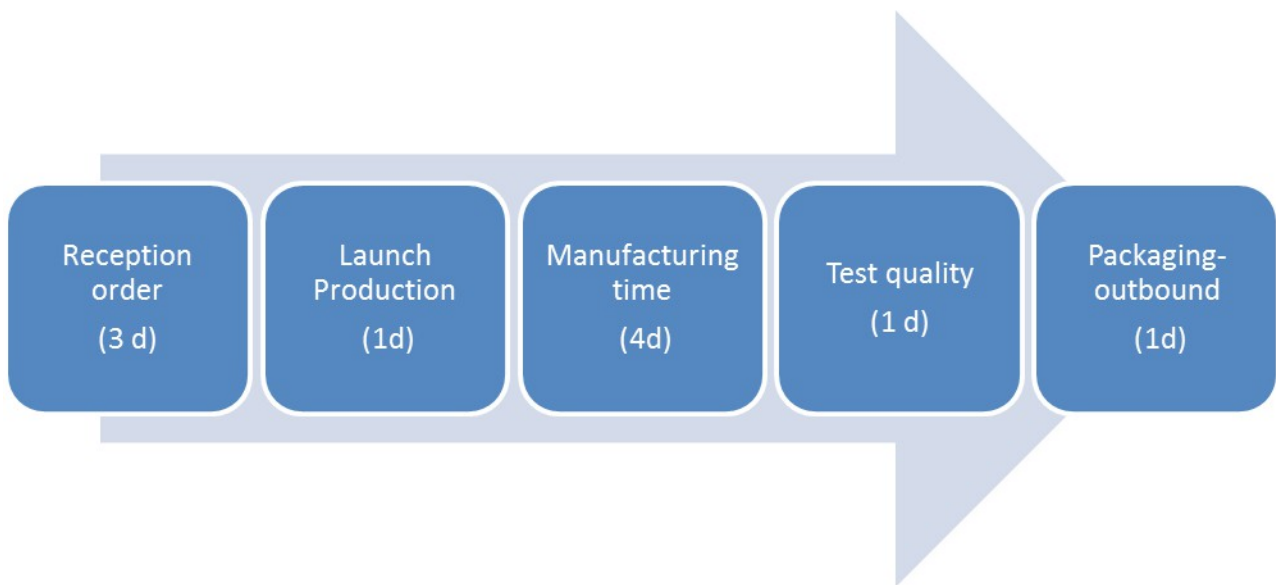 Reception
order
(3 d)
Launch
Production
(1d)
Manufacturing
time
(4d)
Test quality
(1 d)
Packaging-
outbound
(1d)